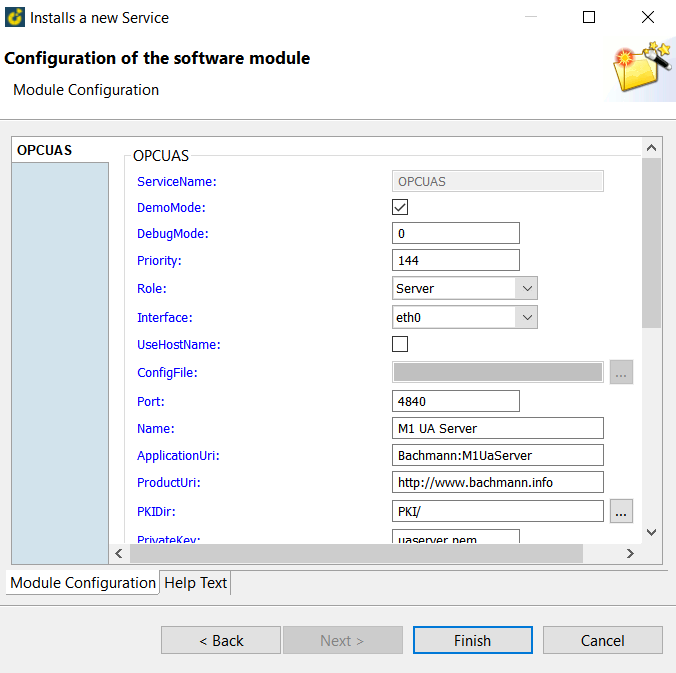 Installs a new Service
Configuration of the software module
Module Configuration
OPCUAS
OPCUAS
ServiceName: OPCUAS
DemoMode:
DebugMode: 0
Priority: 144
Role: Server
Interface: eth0
UseHostName:
ConfigFile: ...
Port: 4840
Name: M1 UA Server
ApplicationUri: Bachmann:M1UaServer
ProductUri: http://www.bachmann.info
PKIDir: PKI/ ...
PrivateKey: uaserver.pem
Module Configuration Help Text
< Back Next > Finish Cancel